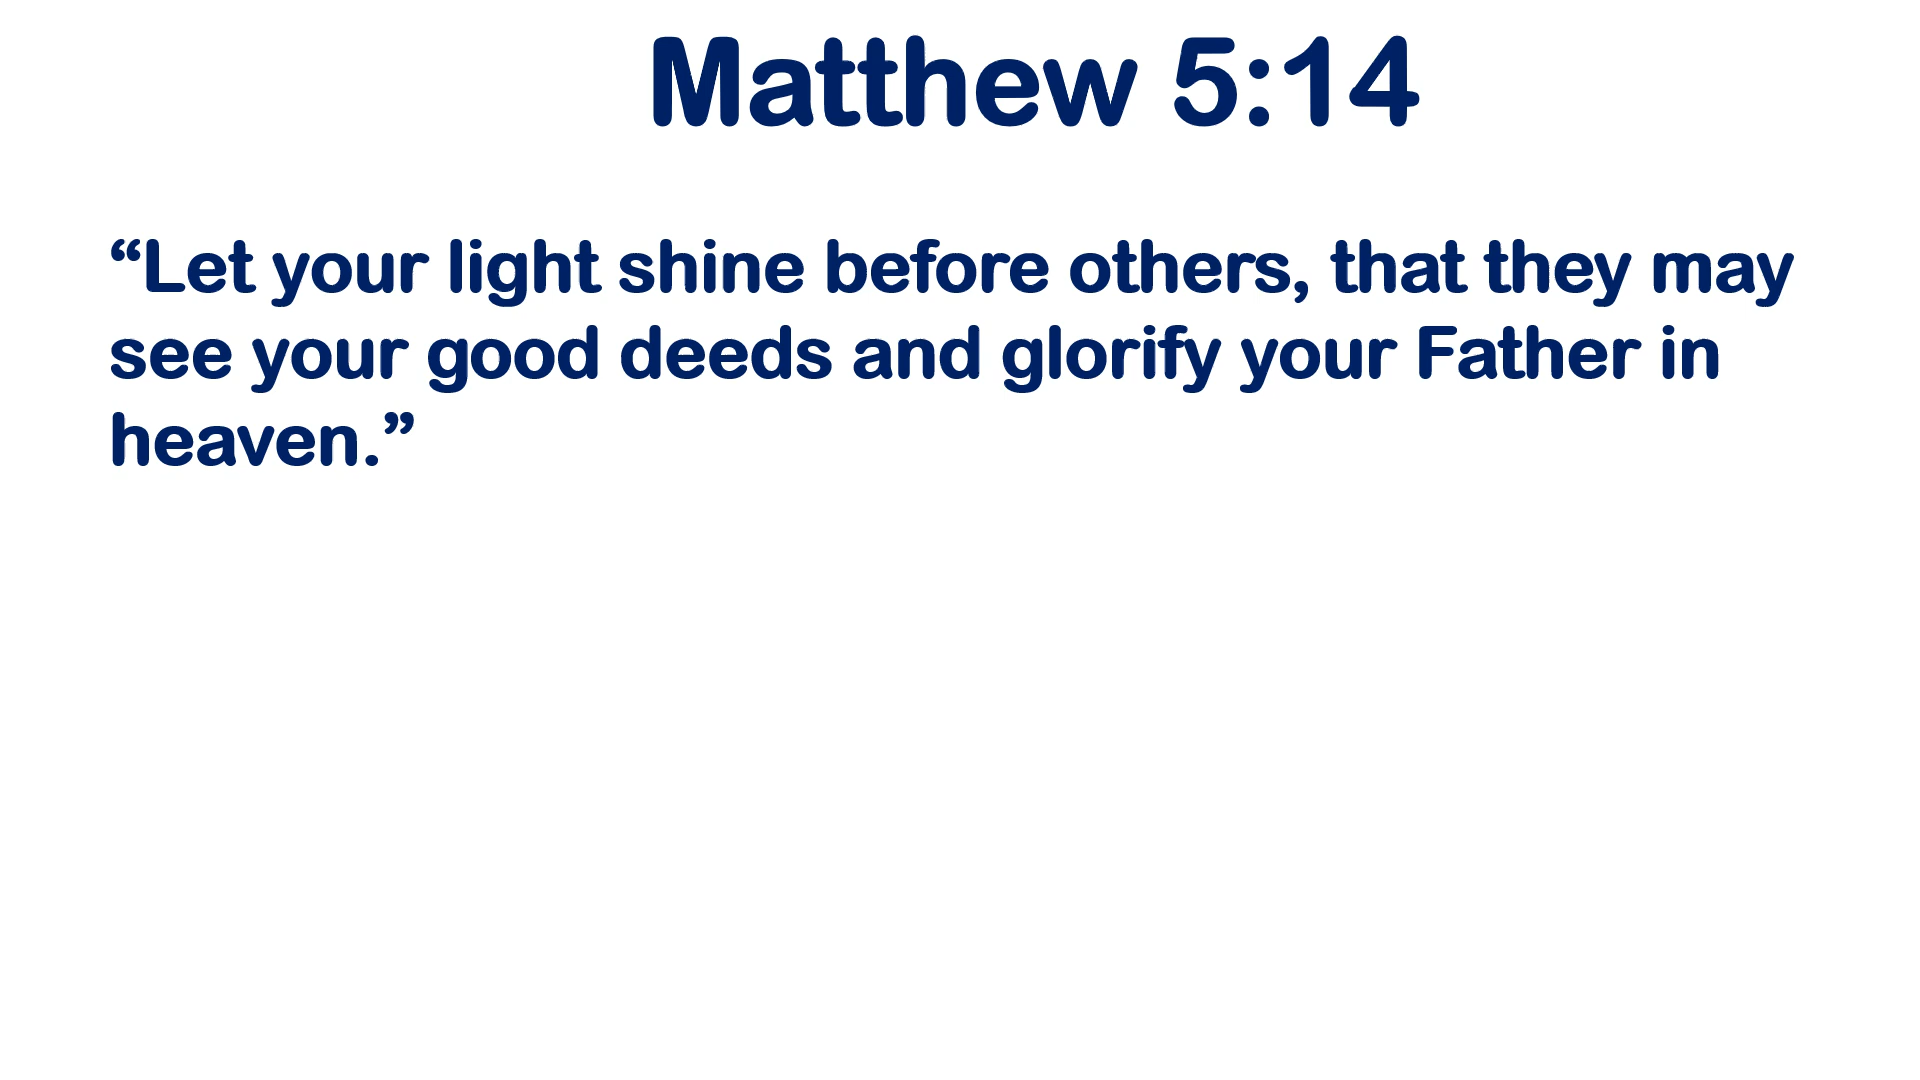 Matthew 5:14
“Let your light shine before others, that they may
see your good deeds and glorify your Father in
heaven.”